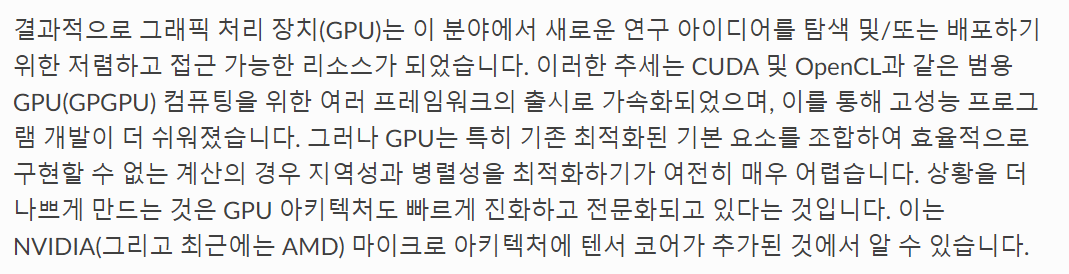 결과적으로 그래픽 처리 장치(GPU)는 이 분야에서 새로운 연구 아이디어를 탐색 및/또는 배포하기
위한 저렴하고 접근 가능한 리소스가 되었습니다. 이러한 추세는 CUDA 및 OpenCL과 같은 범용
GPU(GPGPU) 컴퓨팅을 위한 여러 프레임워크의 출시로 가속화되었으며, 이를 통해 고성능 프로그
램 개발이 더 쉬워졌습니다. 그러나 GPU는 특히 기존 최적화된 기본 요소를 조합하여 효율적으로
구현할 수 없는 계산의 경우 지역성과 병렬성을 최적화하기가 여전히 매우 어렵습니다. 상황을 더
나쁘게 만드는 것은 GPU 아키텍처도 빠르게 진화하고 전문화되고 있다는 것입니다. 이는
NVIDIA(그리고 최근에는 AMD) 마이크로 아키텍처에 텐서 코어가 추가된 것에서 알 수 있습니다.